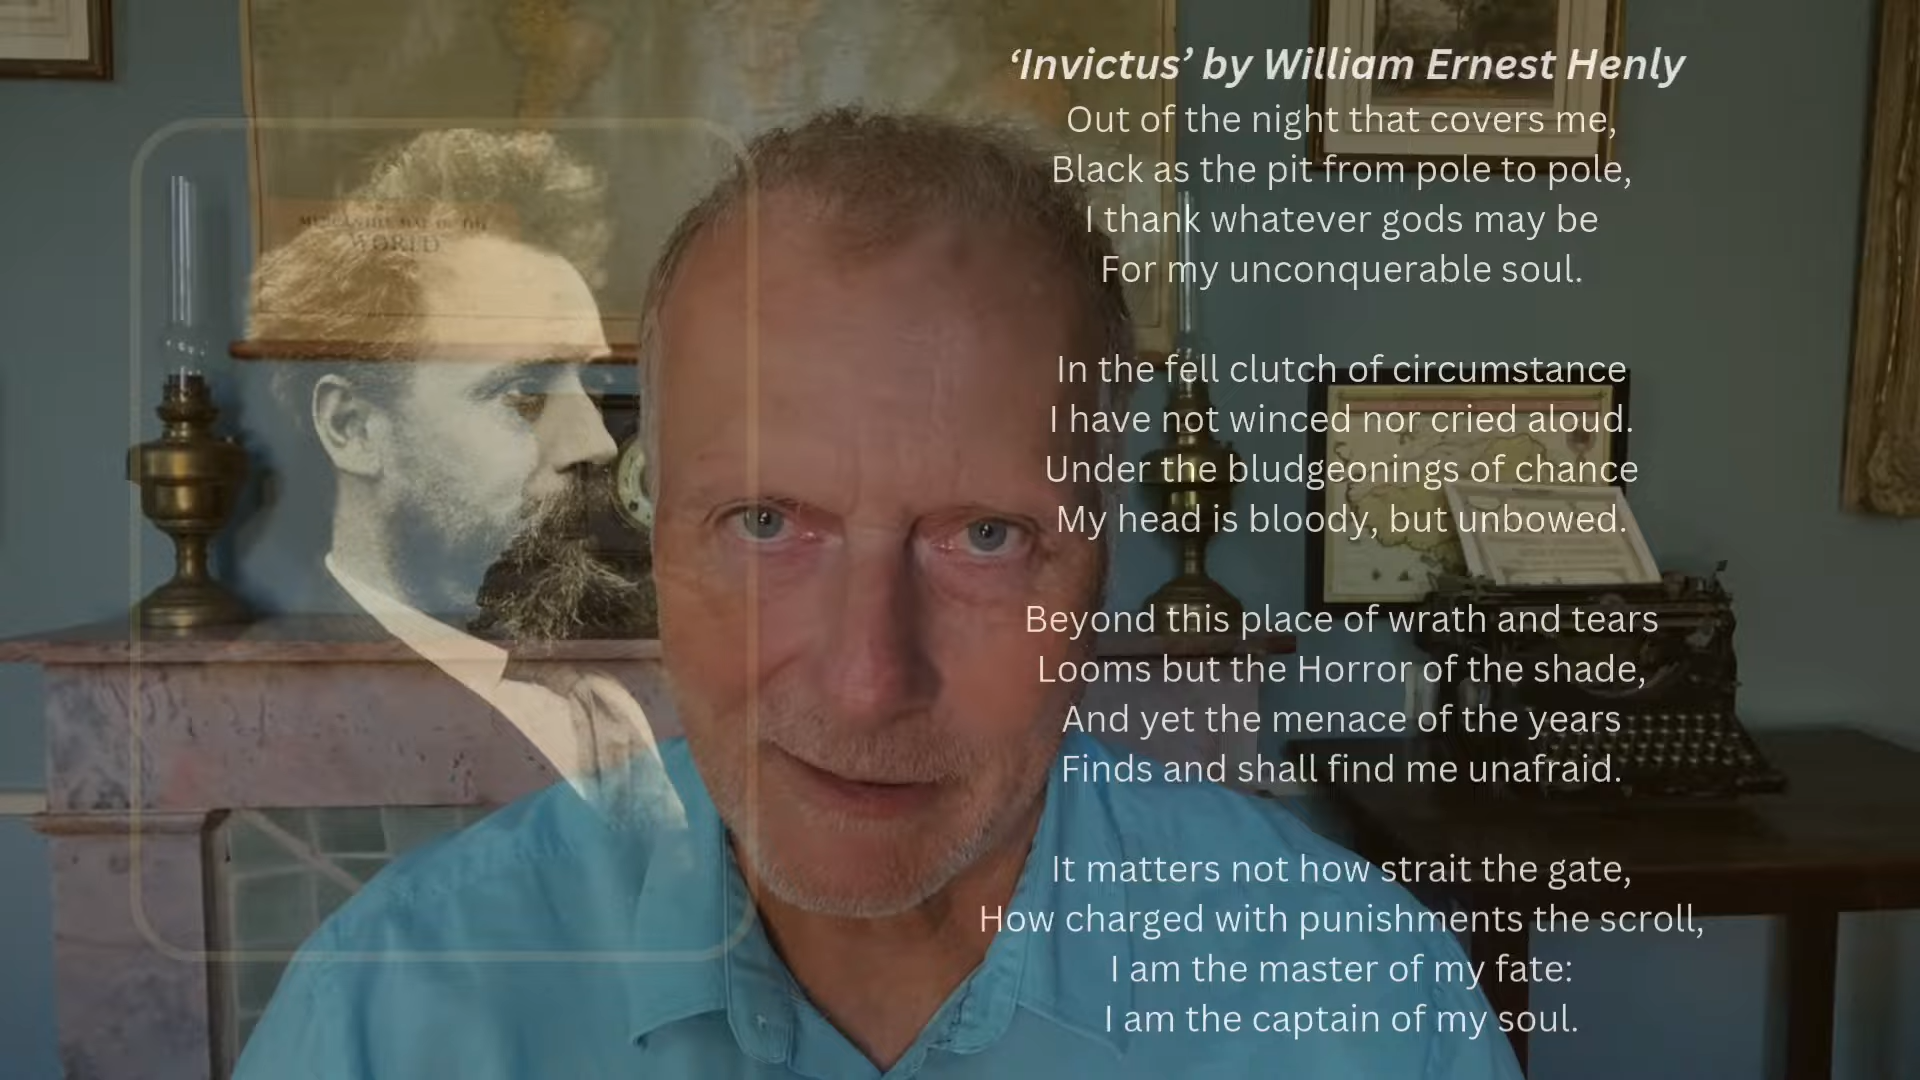 MERCANTILE MAP OF THE
WORLD
‘Invictus’ by William Ernest Henly
Out of the night that covers me,
Black as the pit from pole to pole,
I thank whatever gods may be
For my unconquerable soul.
In the fell clutch of circumstance
I have not winced nor cried aloud.
Under the bludgeonings of chance
My head is bloody, but unbowed.
Beyond this place of wrath and tears
Looms but the Horror of the shade,
And yet the menace of the years
Finds and shall find me unafraid.
It matters not how strait the gate,
How charged with punishments the scroll,
I am the master of my fate:
I am the captain of my soul.